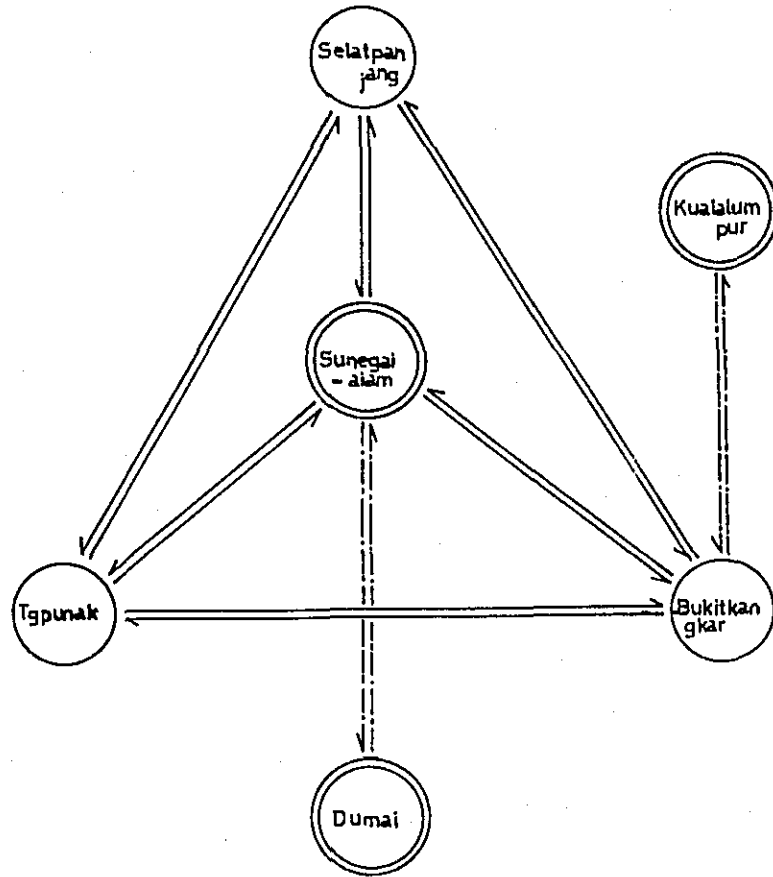 Selatpan
jang
Kualalum
pur
Sunegai
- alam
Tgpunak
Bukitkan
gkar
Dumai